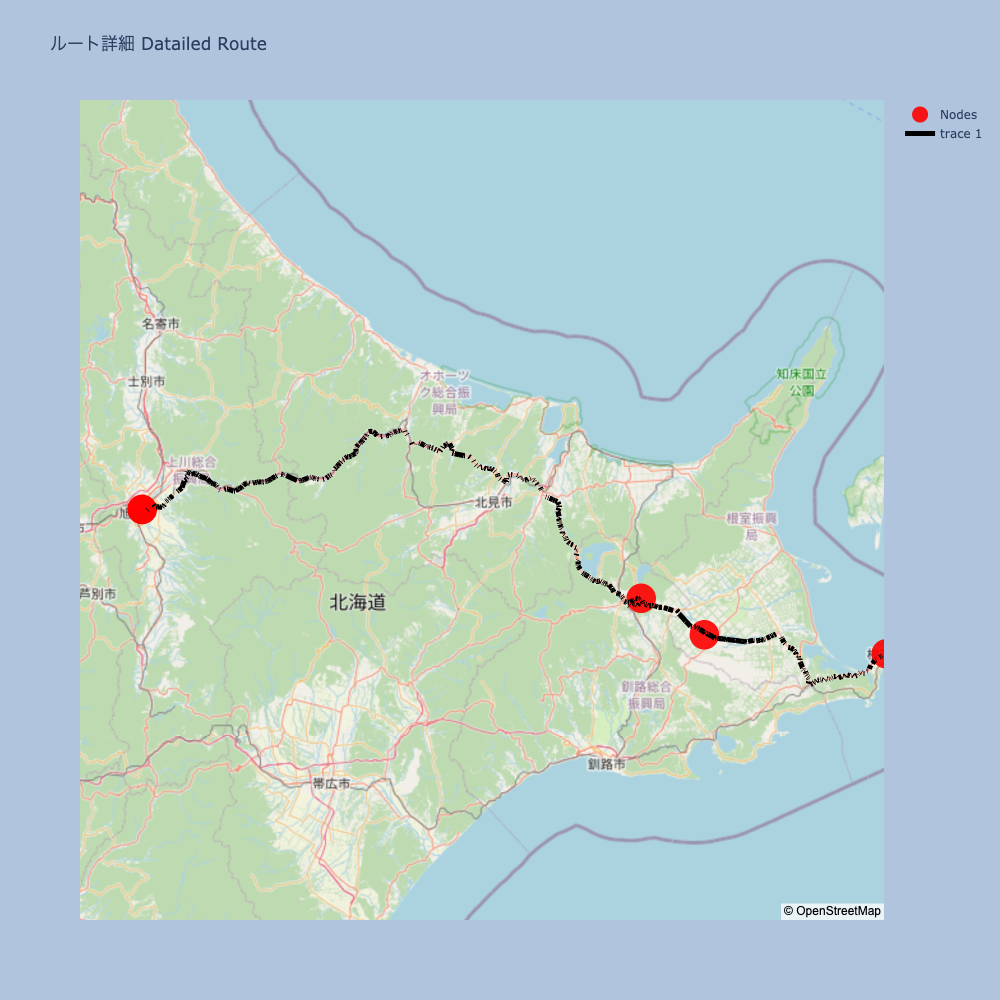 ルート詳細 Datailed Route
Nodes
trace 1
名寄市
士別市
オホーツ
ク総合振
興局
知床国立
公園
上川総合
旭
北見市
根室振興
局
芦別市
北海道
釧路総合
振興局
釧路市
帯広市
© OpenStreetMap